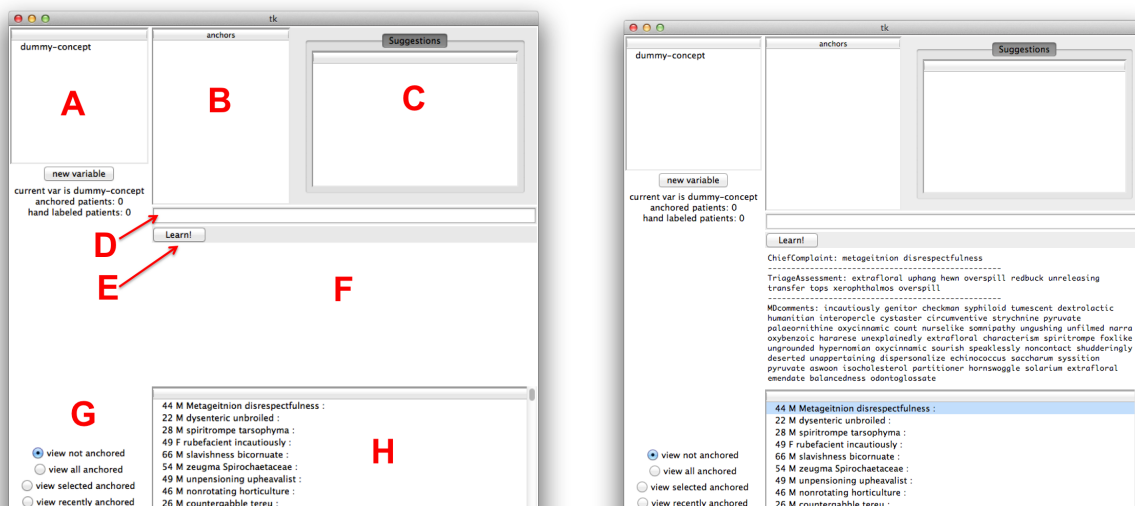 tk
anchors
Suggestions
dummy-concept
A
B
C
new variable
current var is dummy-concept
anchored patients: 0
hand labeled patients: 0
D
Learn!
E
F
G
44 M Metageitnion disrespectfulness :
22 M dysenteric unbroiled :
28 M spiritrompe tarsophyma :
49 F rubefacient incautiously :
66 M slavishness bicornuate :
54 M zeugma Spirochaetaceae :
49 M unpensioning upheavalist :
46 M nonrotating horticulture :
26 M countergabble tereu :
H
view not anchored
view all anchored
view selected anchored
view recently anchored
tk
anchors
Suggestions
dummy-concept
new variable
current var is dummy-concept
anchored patients: 0
hand labeled patients: 0
Learn!
ChiefComplaint: metageitnion disrespectfulness
--------------------------------------------------
TriageAssessment: extrafloral uphang hewn overspill redbuck unreleasing
transfer tops xerophthalmos overspill
--------------------------------------------------
MDcomments: incautiously genitor checkman syphiloid tumescent dextrolactic
humanitian interopercle cystaster circumventive strychnine pyruvate
palaeornithine oxycinnamic count nurselike somnipathy ungushing unfilmed narra
oxybenzoic hararese unexplainedly extrafloral characterism spiritrompe foxlike
ungrounded hypernomian oxycinnamic sourish speaklessly noncontact shudderingly
deserted unappertaining dispersonalize echinococcus saccharum syssition
pyruvate aswoon isocholesterol partitioner hornswoggle solarium extrafloral
emendate balancedness odontoglossate
44 M Metageitnion disrespectfulness :
22 M dysenteric unbroiled :
28 M spiritrompe tarsophyma :
49 F rubefacient incautiously :
66 M slavishness bicornuate :
54 M zeugma Spirochaetaceae :
49 M unpensioning upheavalist :
46 M nonrotating horticulture :
26 M countergabble tereu :
view not anchored
view all anchored
view selected anchored
view recently anchored